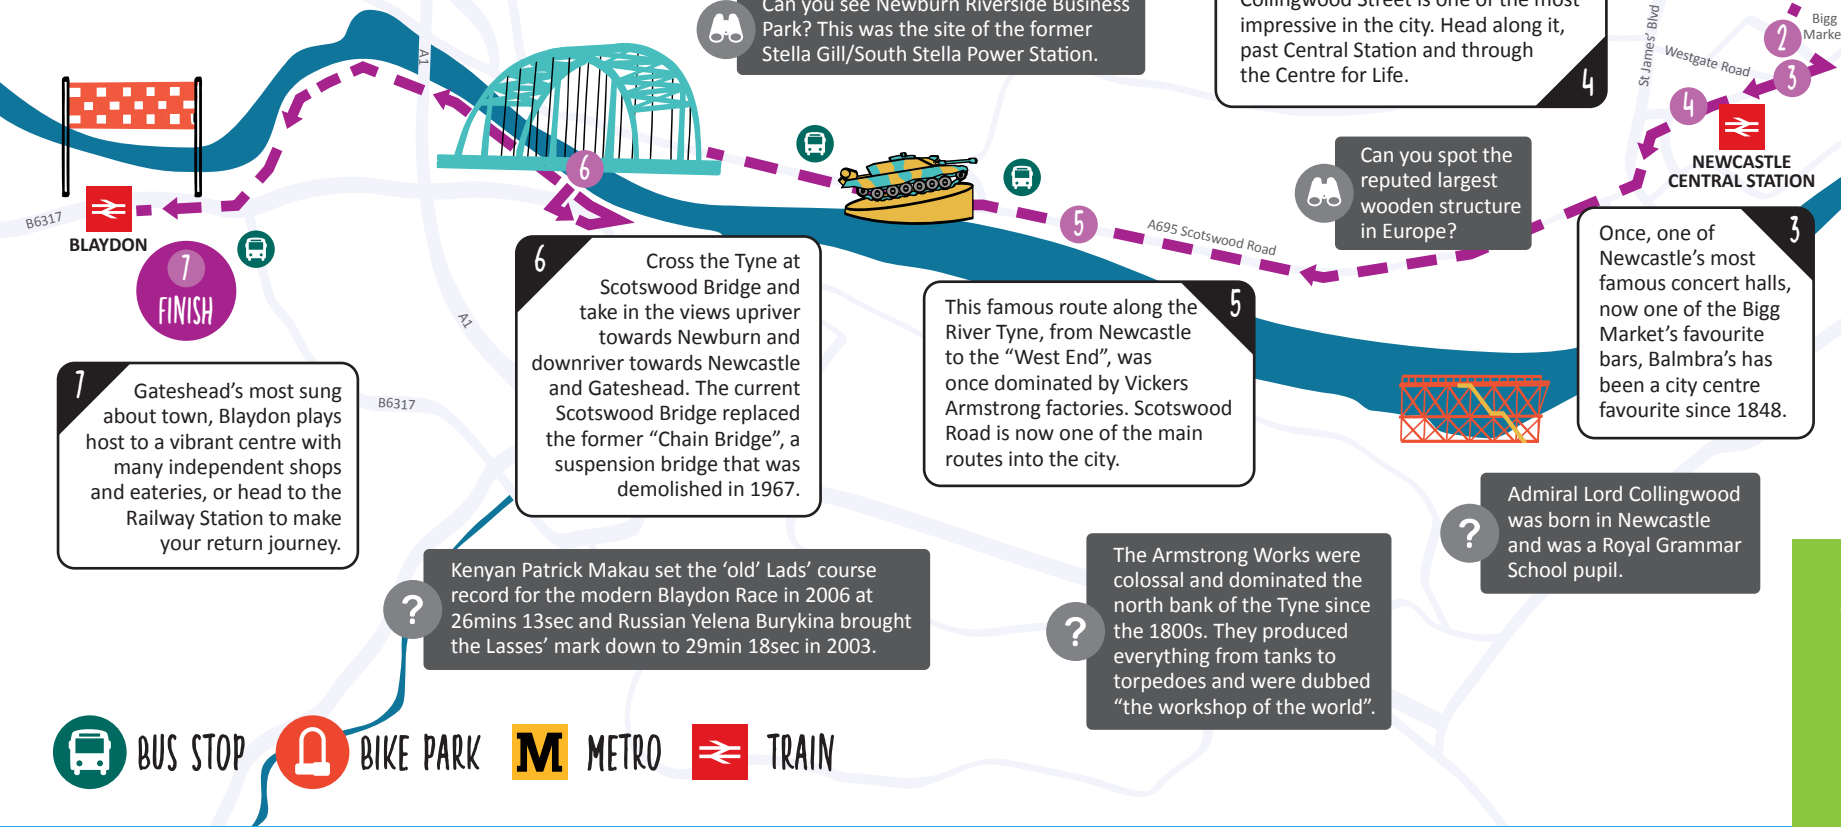 Can you see Newburn Riverside Business
Park? This was the site of the former
Stella Gill/South Stella Power Station.
Collingwood Street is one of the most
impressive in the city. Head along it,
past Central Station and through
the Centre for Life.
4
St James' Blvd
Westgate Road
2
Bigg
Marke
3
4
NEWCASTLE
CENTRAL STATION
A1
Can you spot the
reputed largest
wooden structure
in Europe?
6
5
A695 Scotswood Road
B6317
BLAYDON
7
FINISH
A1
B6317
3
Once, one of
Newcastle's most
famous concert halls,
now one of the Bigg
Market's favourite
bars, Balmbra's has
been a city centre
favourite since 1848.
5
This famous route along the
River Tyne, from Newcastle
to the “West End”, was
once dominated by Vickers
Armstrong factories. Scotswood
Road is now one of the main
routes into the city.
6
Cross the Tyne at
Scotswood Bridge and
take in the views upriver
towards Newburn and
downriver towards Newcastle
and Gateshead. The current
Scotswood Bridge replaced
the former “Chain Bridge”, a
suspension bridge that was
demolished in 1967.
7
Gateshead's most sung
about town, Blaydon plays
host to a vibrant centre with
many independent shops
and eateries, or head to the
Railway Station to make
your return journey.
?
Kenyan Patrick Makau set the ‘old’ Lads’ course
record for the modern Blaydon Race in 2006 at
26mins 13sec and Russian Yelena Burykina brought
the Lasses’ mark down to 29min 18sec in 2003.
?
The Armstrong Works were
colossal and dominated the
north bank of the Tyne since
the 1800s. They produced
everything from tanks to
torpedoes and were dubbed
“the workshop of the world”.
?
Admiral Lord Collingwood
was born in Newcastle
and was a Royal Grammar
School pupil.
BUS STOP
BIKE PARK
M METRO
TRAIN